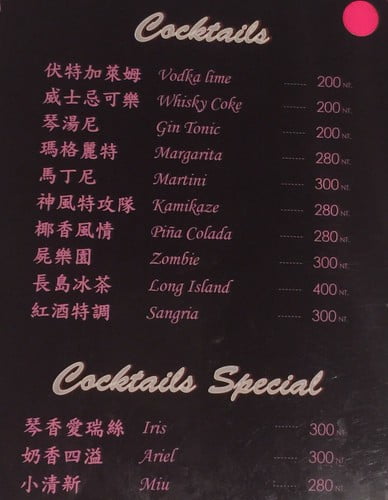 Cocktails
伏特加萊姆 Vodka lime ------ 200 NT.
威士忌可樂 Whisky Coke ------ 200 NT.
琴湯尼 Gin Tonic ------ 200 NT.
瑪格麗特 Margarita ------ 280 NT.
馬丁尼 Martini ------ 300 NT.
神風特攻隊 Kamikaze ------ 280 NT.
椰香風情 Piña Colada ------ 280 NT.
屍樂園 Zombie ------ 300 NT.
長島冰茶 Long Island ------ 400 NT.
紅酒特調 Sangria ------ 300 NT.
Cocktails Special
琴香愛瑞絲 Iris ------ 300 NT.
奶香四溢 Ariel ------ 300 NT.
小清新 Miu ------ 280 NT.